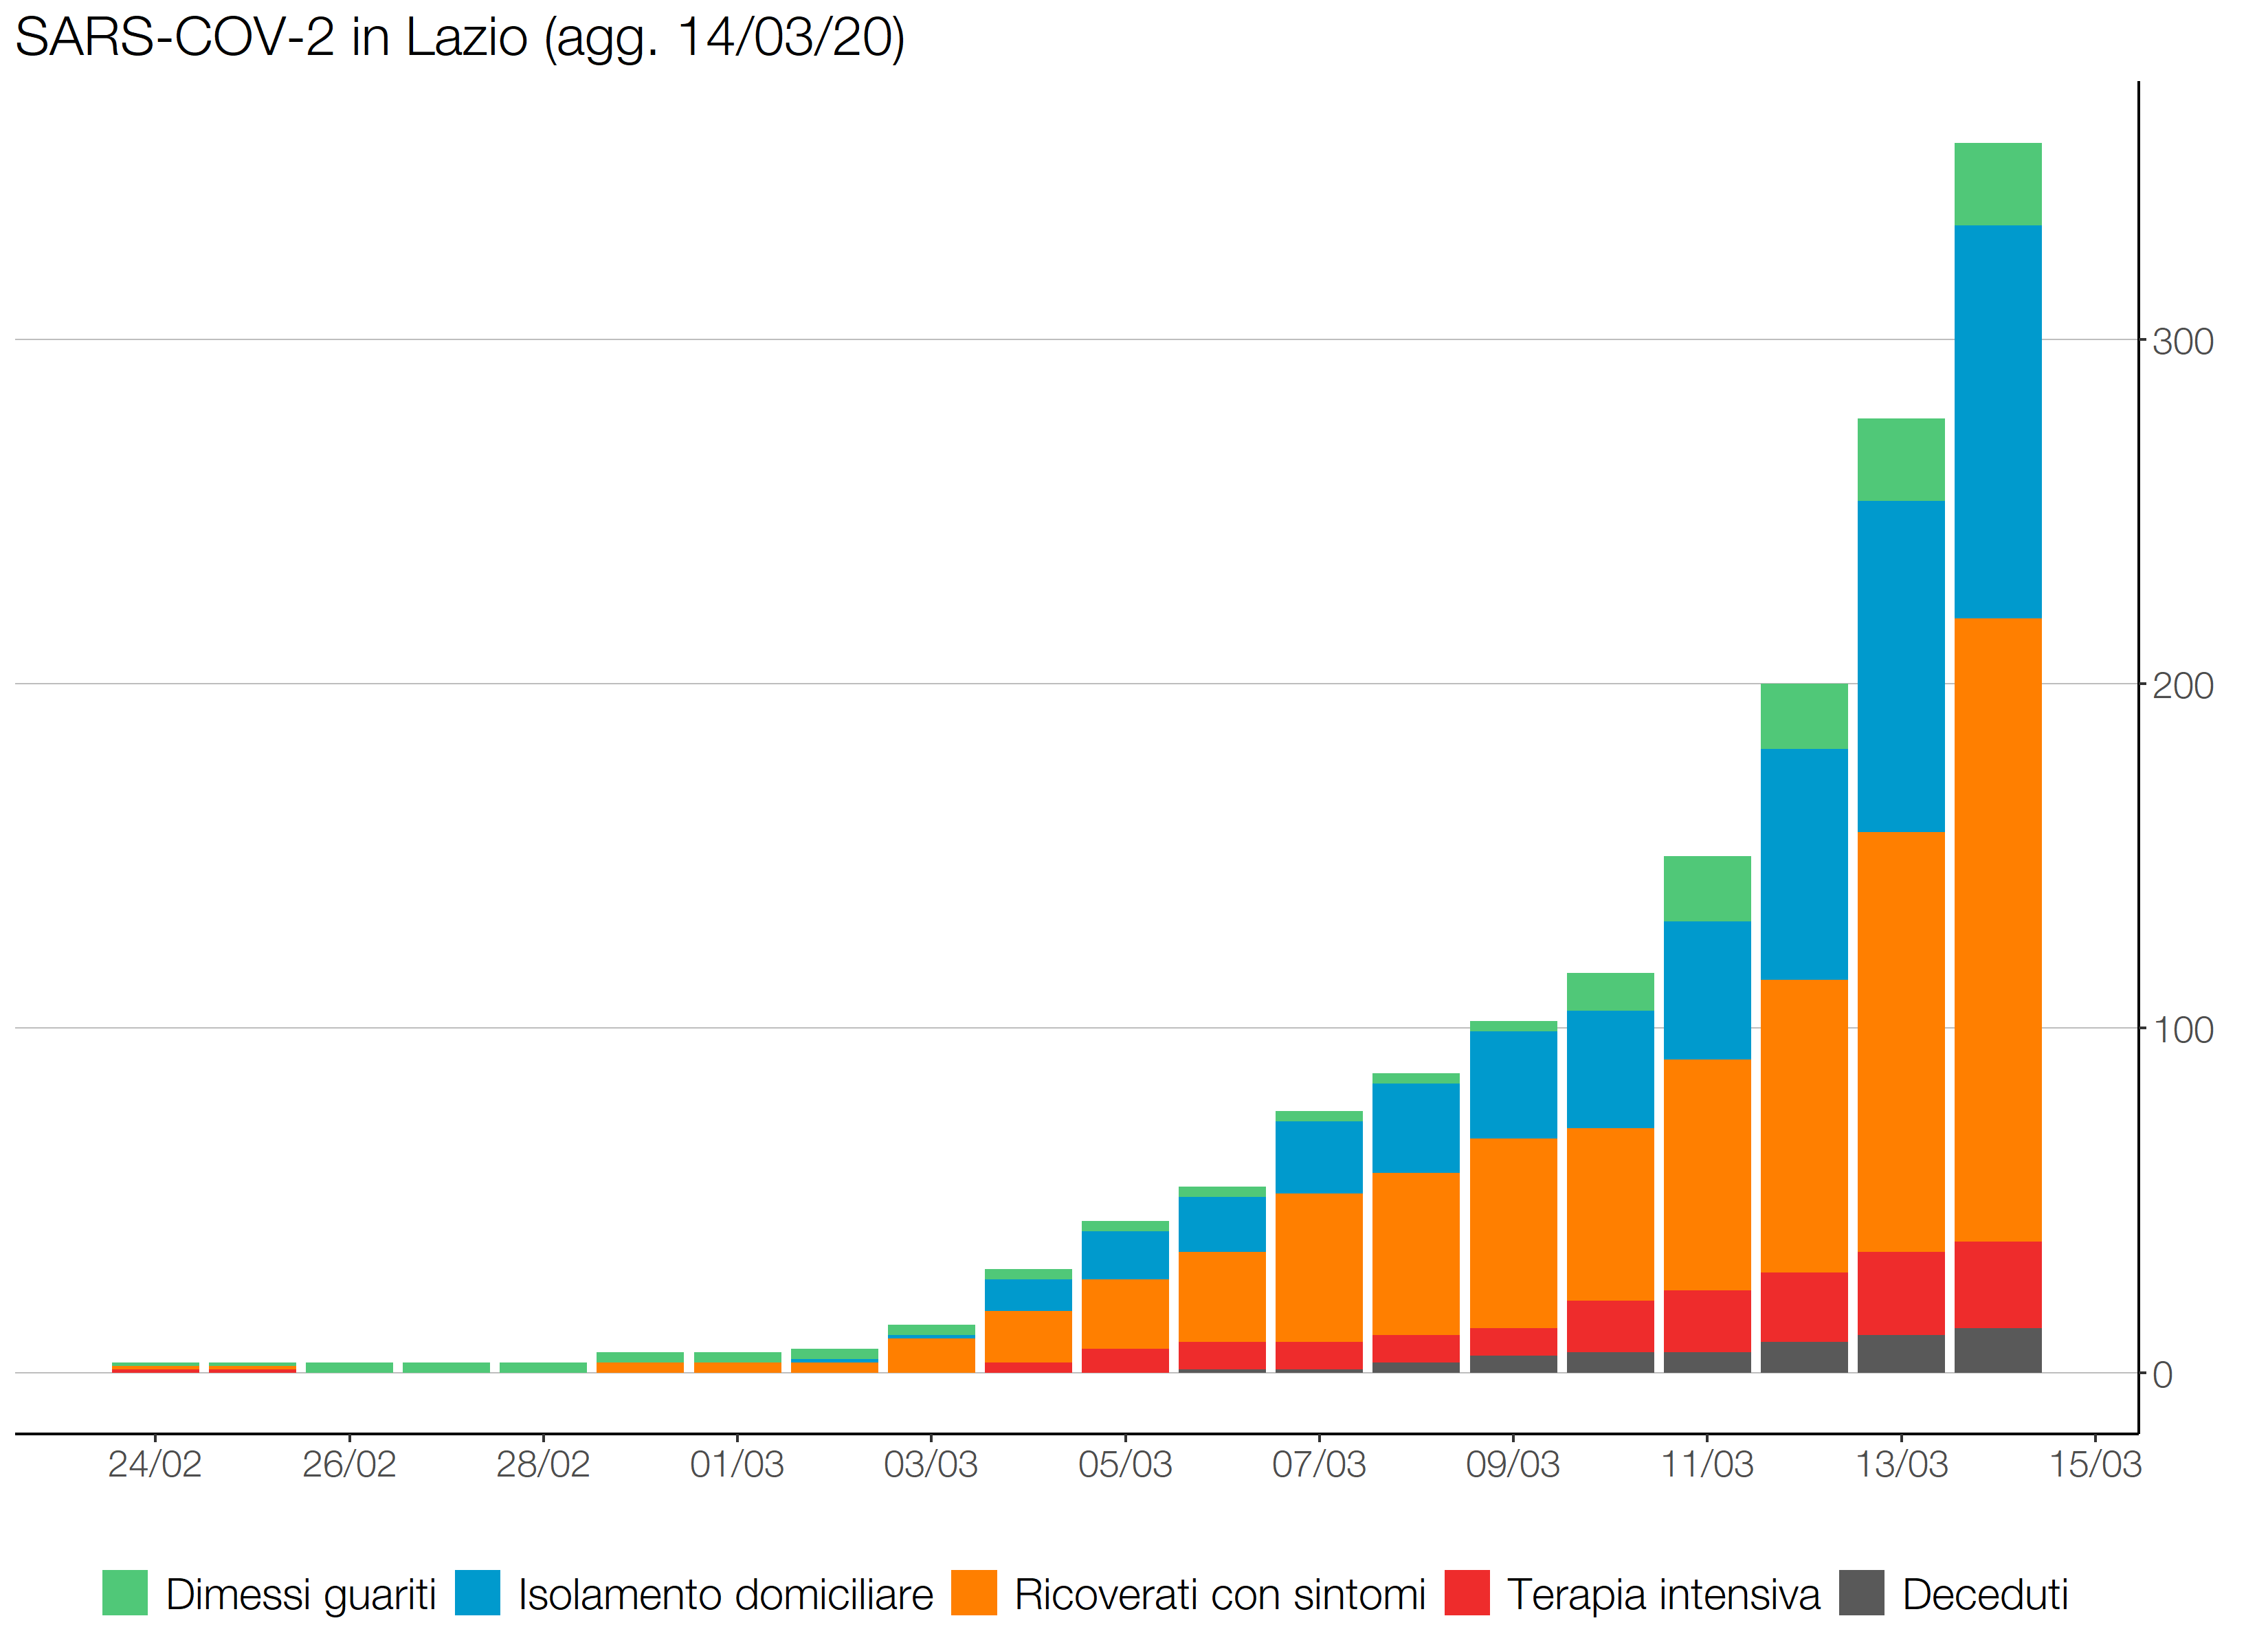 SARS-COV-2 in Lazio (agg. 14/03/20)
300
200
100
0
24/02 26/02 28/02 01/03 03/03 05/03 07/03 09/03 11/03 13/03 15/03
Dimessi guariti Isolamento domiciliare Ricoverati con sintomi Terapia intensiva Deceduti